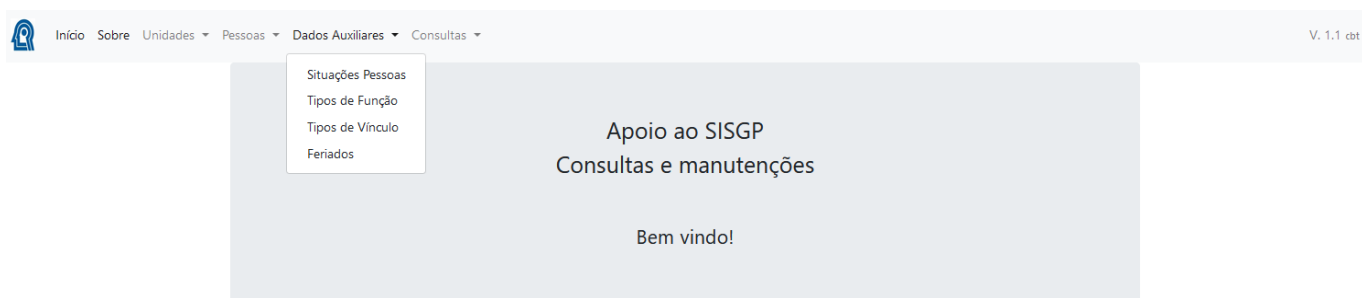 Início Sobre Unidades Pessoas Dados Auxiliares Consultas V. 1.1 cbt
Situações Pessoas
Tipos de Função
Tipos de Vínculo
Feriados
Apoio ao SISGP
Consultas e manutenções
Bem vindo!